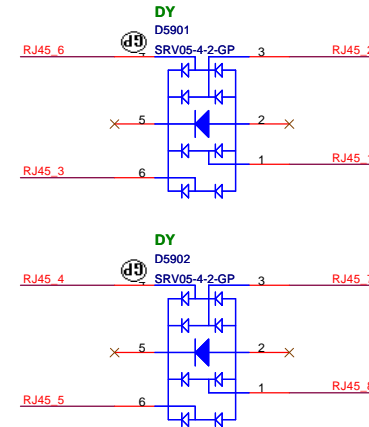 DY
D5901
GP
SRV05-4-2-GP
RJ45_6
3
5
2
1
RJ45_3
6
DY
D5902
GP
SRV05-4-2-GP
RJ45_4
3
5
2
1
RJ45_8
RJ45_5
6